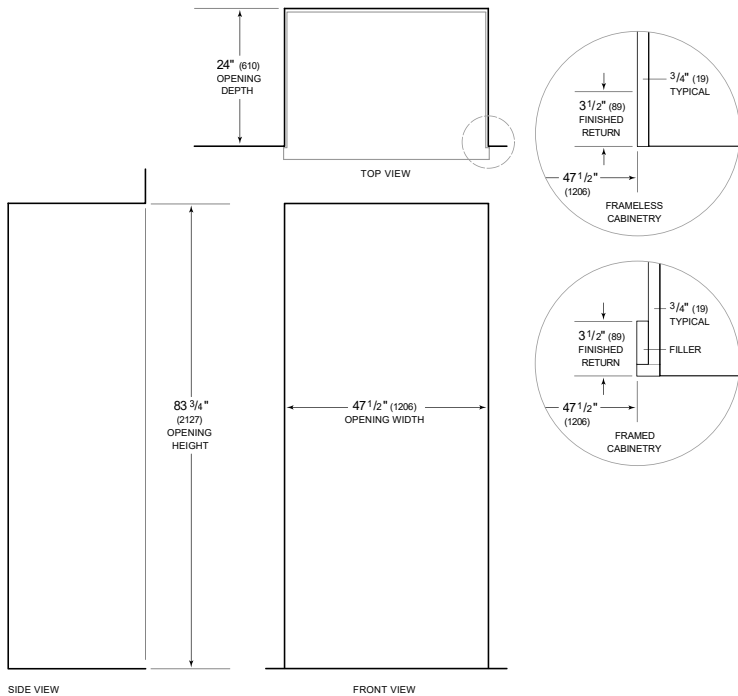 24" (610)
OPENING
DEPTH
TOP VIEW
3/4" (19)
TYPICAL
3 1/2" (89)
FINISHED
RETURN
47 1/2"
(1206)
FRAMELESS
CABINETRY
3/4" (19)
TYPICAL
3 1/2" (89)
FINISHED
RETURN
FILLER
47 1/2"
(1206)
FRAMED
CABINETRY
83 3/4"
(2127)
OPENING
HEIGHT
47 1/2" (1206)
OPENING WIDTH
SIDE VIEW
FRONT VIEW